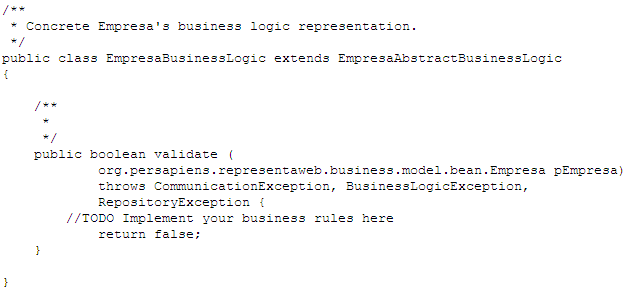 /**
 * Concrete Empresa's business logic representation.
 */
public class EmpresaBusinessLogic extends EmpresaAbstractBusinessLogic
{
    /**
     *
     */
    public boolean validate (
            org.persapiens.representaweb.business.model.bean.Empresa pEmpresa)
            throws CommunicationException, BusinessLogicException,
            RepositoryException {
        //TODO Implement your business rules here
            return false;
    }
}